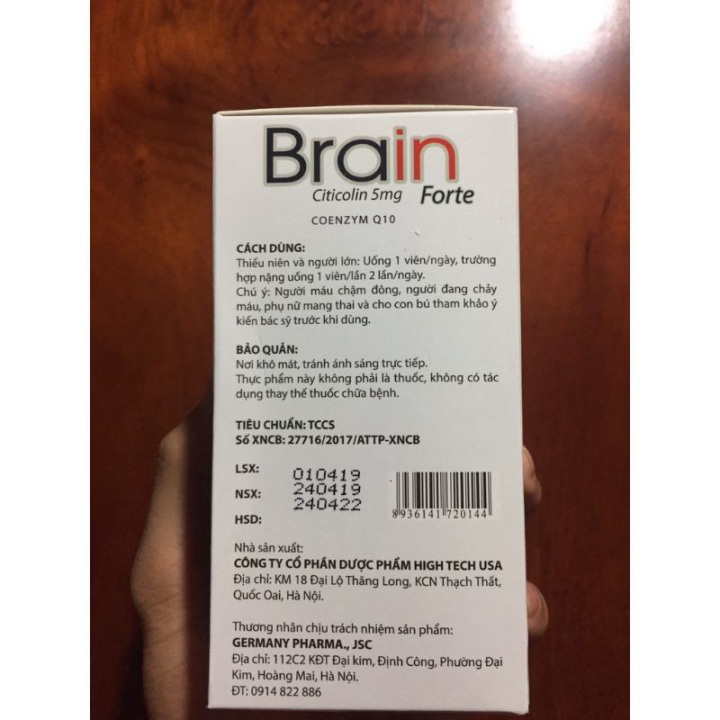 Brain
Citicolin 5mg Forte
COENZYM Q10
CÁCH DÙNG:
Thiếu niên và người lớn: Uống 1 viên/ngày, trường
hợp nặng uống 1 viên/lần 2 lần/ngày.
Chú ý: Người máu chậm đông, người đang chảy
máu, phụ nữ mang thai và cho con bú tham khảo ý
kiến bác sỹ trước khi dùng.
BẢO QUẢN:
Nơi khô mát, tránh ánh sáng trực tiếp.
Thực phẩm này không phải là thuốc, không có tác
dụng thay thế thuốc chữa bệnh.
TIÊU CHUẨN: TCCS
Số XNCB: 27716/2017/ATTP-XNCB
LSX: 010419
NSX: 240419
HSD: 240422
8936141720144
Nhà sản xuất:
CÔNG TY CỔ PHẦN DƯỢC PHẨM HIGH TECH USA
Địa chỉ: KM 18 Đại Lộ Thăng Long, KCN Thạch Thất,
Quốc Oai, Hà Nội.
Thương nhân chịu trách nhiệm sản phẩm:
GERMANY PHARMA., JSC
Địa chỉ: 112C2 KĐT Đại kim, Định Công, Phường Đại
Kim, Hoàng Mai, Hà Nội.
ĐT: 0914 822 886